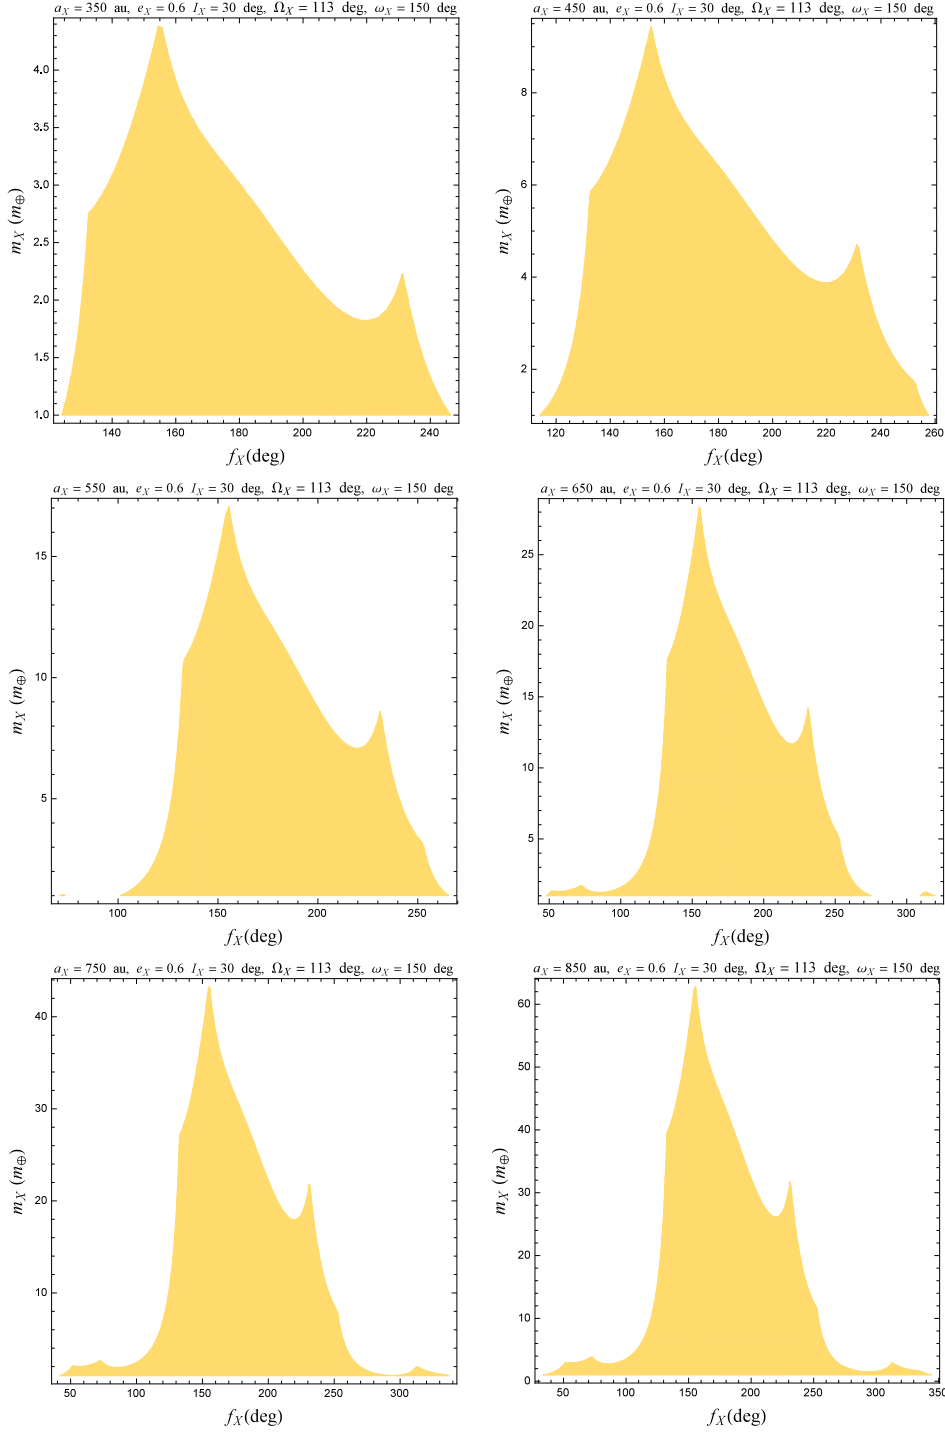 a_X = 350 au, e_X = 0.6 I_X = 30 deg, Ω_X = 113 deg, ω_X = 150 deg
4.0
3.5
3.0
2.5
2.0
1.5
1.0
m_X (m_⊕)
140 160 180 200 220 240
f_X(deg)
a_X = 450 au, e_X = 0.6 I_X = 30 deg, Ω_X = 113 deg, ω_X = 150 deg
8
6
4
2
m_X (m_⊕)
120 140 160 180 200 220 240 260
f_X(deg)
a_X = 550 au, e_X = 0.6 I_X = 30 deg, Ω_X = 113 deg, ω_X = 150 deg
15
10
5
m_X (m_⊕)
100 150 200 250
f_X(deg)
a_X = 650 au, e_X = 0.6 I_X = 30 deg, Ω_X = 113 deg, ω_X = 150 deg
25
20
15
10
5
m_X (m_⊕)
50 100 150 200 250 300
f_X(deg)
a_X = 750 au, e_X = 0.6 I_X = 30 deg, Ω_X = 113 deg, ω_X = 150 deg
40
30
20
10
m_X (m_⊕)
50 100 150 200 250 300
f_X(deg)
a_X = 850 au, e_X = 0.6 I_X = 30 deg, Ω_X = 113 deg, ω_X = 150 deg
60
50
40
30
20
10
0
m_X (m_⊕)
50 100 150 200 250 300 350
f_X(deg)